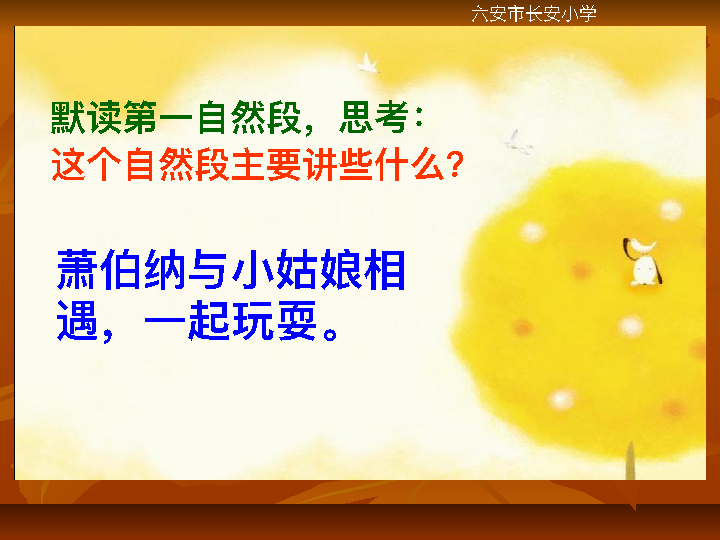 六安市长安小学
默读第一自然段，思考：
这个自然段主要讲些什么？
萧伯纳与小姑娘相
遇，一起玩耍。